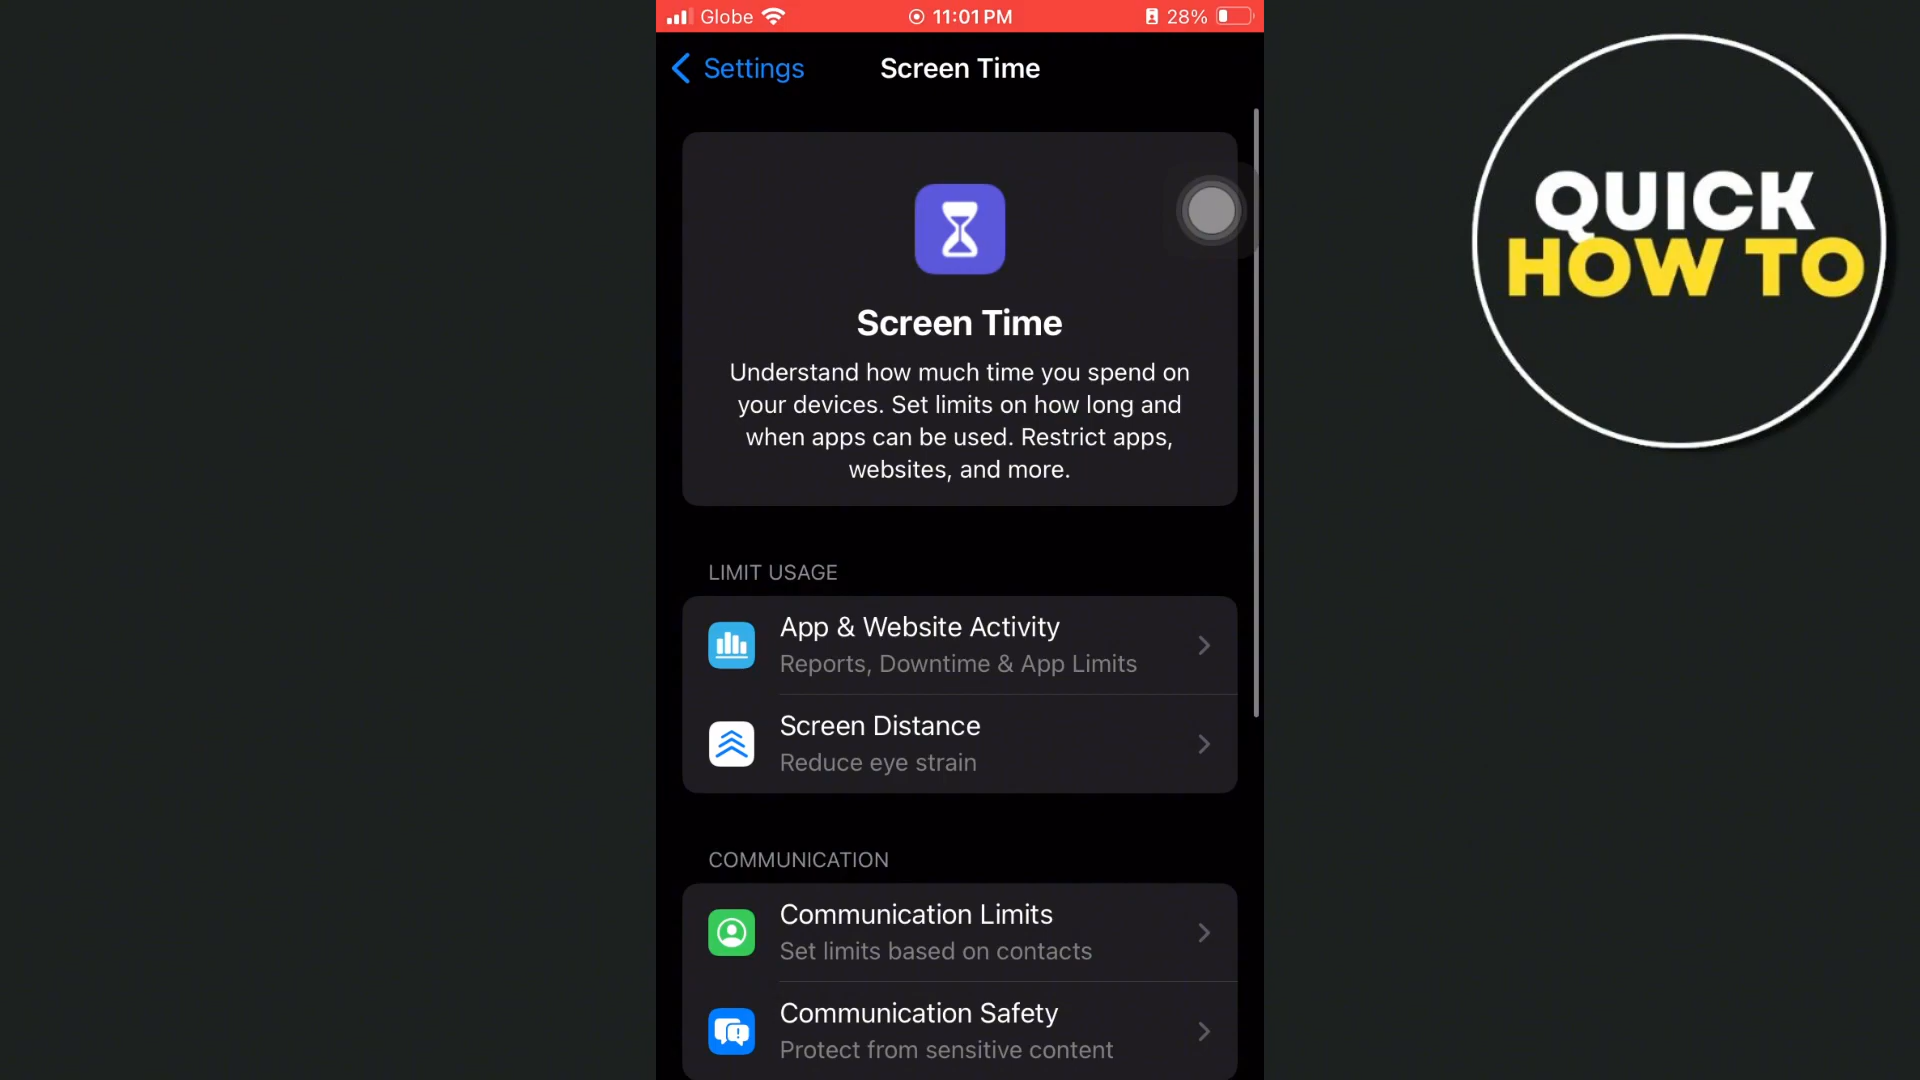 Globe
11:01 PM
28%
Settings
Screen Time
Screen Time
Understand how much time you spend on
your devices. Set limits on how long and
when apps can be used. Restrict apps,
websites, and more.
LIMIT USAGE
App & Website Activity
Reports, Downtime & App Limits
Screen Distance
Reduce eye strain
COMMUNICATION
Communication Limits
Set limits based on contacts
Communication Safety
Protect from sensitive content
QUICK
HOW TO